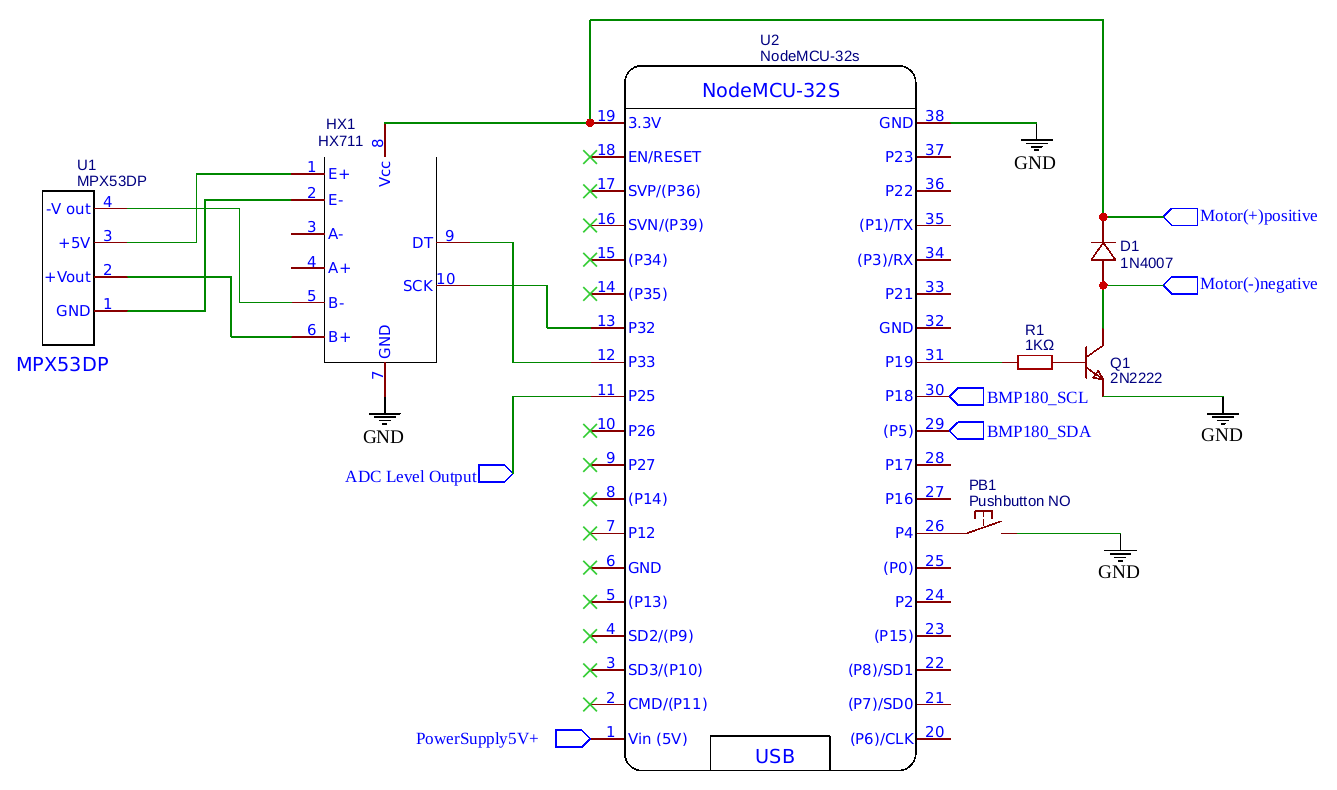 U2
NodeMCU-32s
NodeMCU-32S
HX1
HX711
8
Vcc
1 E+
2 E-
3 A-
4 A+
5 B-
6 B+
DT 9
SCK 10
GND
7
GND
U1
MPX53DP
-V out 4
+5V 3
+Vout 2
GND 1
MPX53DP
19 3.3V
18 EN/RESET
17 SVP/(P36)
16 SVN/(P39)
15 (P34)
14 (P35)
13 P32
12 P33
11 P25
10 P26
9 P27
8 (P14)
7 P12
6 GND
5 (P13)
4 SD2/(P9)
3 SD3/(P10)
2 CMD/(P11)
1 Vin (5V)
ADC Level Output
PowerSupply5V+
USB
GND 38
P23 37
P22 36
(P1)/TX 35
(P3)/RX 34
P21 33
GND 32
P19 31
P18 30
(P5) 29
P17 28
P16 27
P4 26
(P0) 25
P2 24
(P15) 23
(P8)/SD1 22
(P7)/SD0 21
(P6)/CLK 20
GND
Motor(+)positive
D1
1N4007
Motor(-)negative
R1
1KΩ
Q1
2N2222
BMP180_SCL
BMP180_SDA
GND
PB1
Pushbutton NO
GND